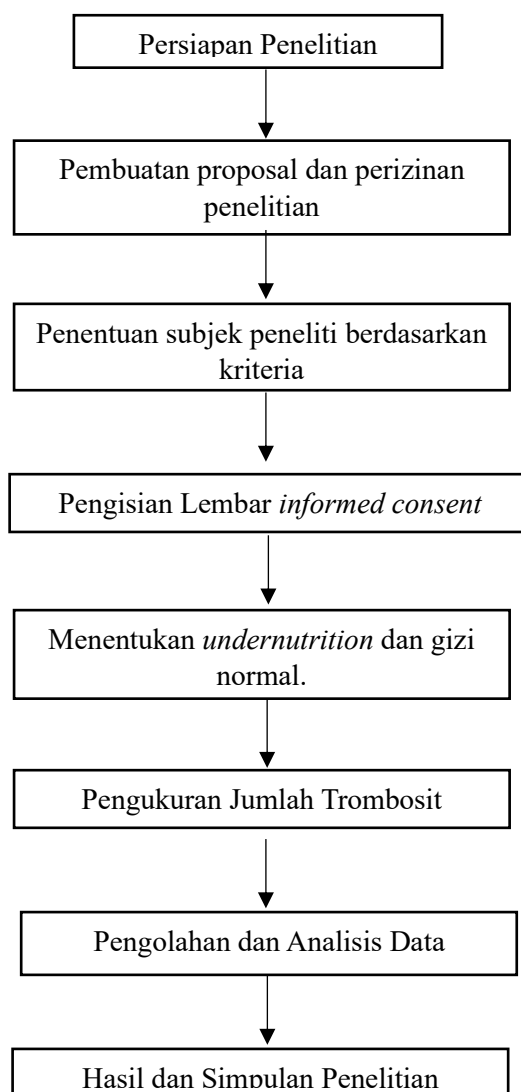 Persiapan Penelitian
Pembuatan proposal dan perizinan
penelitian
Penentuan subjek peneliti berdasarkan
kriteria
Pengisian Lembar informed consent
Menentukan undernutrition dan gizi
normal.
Pengukuran Jumlah Trombosit
Pengolahan dan Analisis Data
Hasil dan Simpulan Penelitian